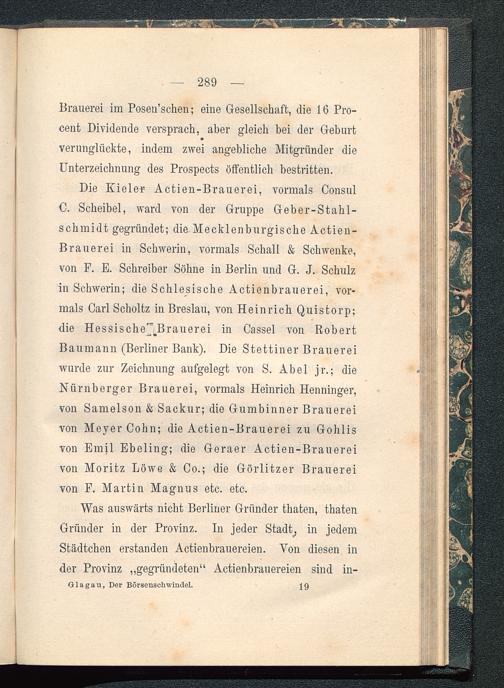 — 289 —
Brauerei im Posen'schen; eine Gesellschaft, die 16 Pro-
cent Dividende versprach, aber gleich bei der Geburt
verunglückte, indem zwei angebliche Mitgründer die
Unterzeichnung des Prospects öffentlich bestritten.
Die Kieler Actien-Brauerei, vormals Consul
C. Scheibel, ward von der Gruppe Geber-Stahl-
schmidt gegründet; die Mecklenburgische Actien-
Brauerei in Schwerin, vormals Schall & Schwenke,
von F. E. Schreiber Söhne in Berlin und G. J. Schulz
in Schwerin; die Schlesische Actienbrauerei, vor-
mals Carl Scholtz in Breslau, von Heinrich Quistorp;
die Hessische Brauerei in Cassel von Robert
Baumann (Berliner Bank). Die Stettiner Brauerei
wurde zur Zeichnung aufgelegt von S. Abel jr.; die
Nürnberger Brauerei, vormals Heinrich Henninger,
von Samelson & Sackur; die Gumbinner Brauerei
von Meyer Cohn; die Actien-Brauerei zu Gohlis
von Emil Ebeling; die Geraer Actien-Brauerei
von Moritz Löwe & Co.; die Görlitzer Brauerei
von F. Martin Magnus etc. etc.
Was auswärts nicht Berliner Gründer thaten, thaten
Gründer in der Provinz. In jeder Stadt, in jedem
Städtchen erstanden Actienbrauereien. Von diesen in
der Provinz „gegründeten“ Actienbrauereien sind in-
Glagau, Der Börsenschwindel. 19